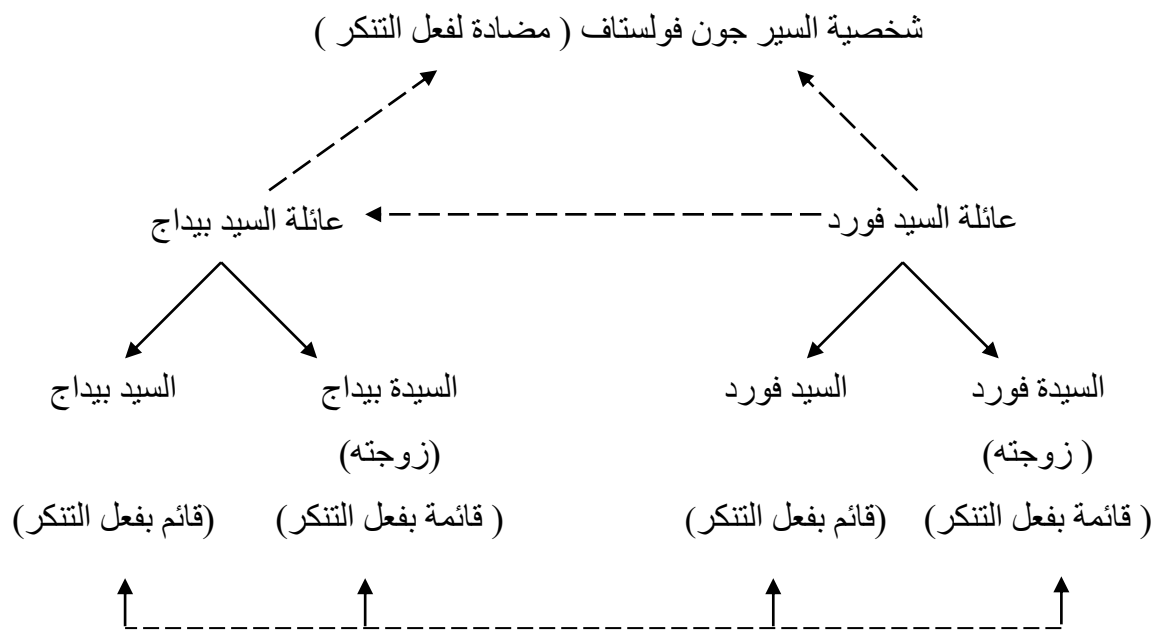 شخصية السير جون فولستاف ( مضادة لفعل التنكر )
عائلة السيد فورد
عائلة السيد بيداج
السيدة فورد
السيد فورد
السيدة بيداج
السيد بيداج
( زوجته)
(زوجته)
( قائمة بفعل التنكر)
(قائم بفعل التنكر)
( قائمة بفعل التنكر)
(قائم بفعل التنكر)